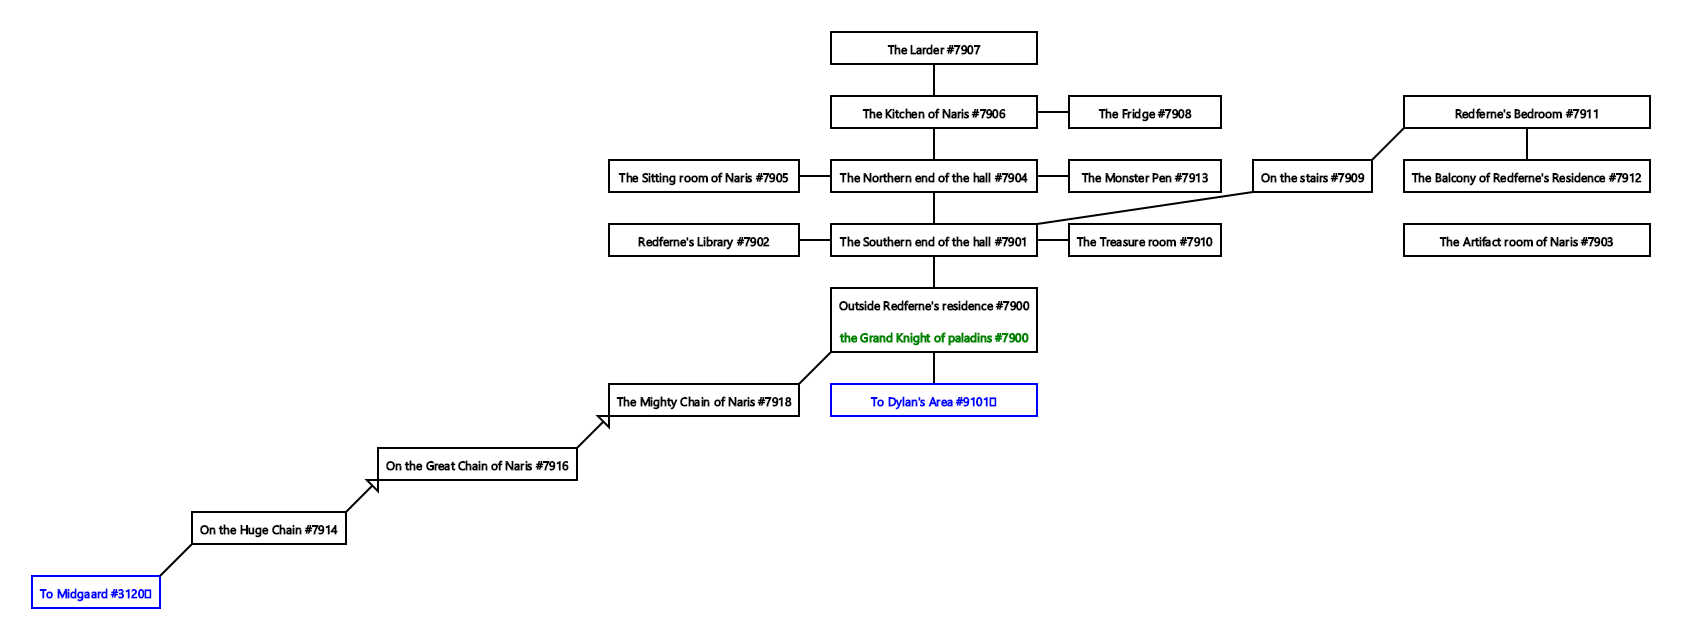 The Larder #7907
The Kitchen of Naris #7906
The Fridge #7908
Redferne's Bedroom #7911
The Sitting room of Naris #7905
The Northern end of the hall #7904
The Monster Pen #7913
On the stairs #7909
The Balcony of Redferne's Residence #7912
Redferne's Library #7902
The Southern end of the hall #7901
The Treasure room #7910
The Artifact room of Naris #7903
Outside Redferne's residence #7900
the Grand Knight of paladins #7900
The Mighty Chain of Naris #7918
To Dylan's Area #9101
On the Great Chain of Naris #7916
On the Huge Chain #7914
To Midgaard #3120